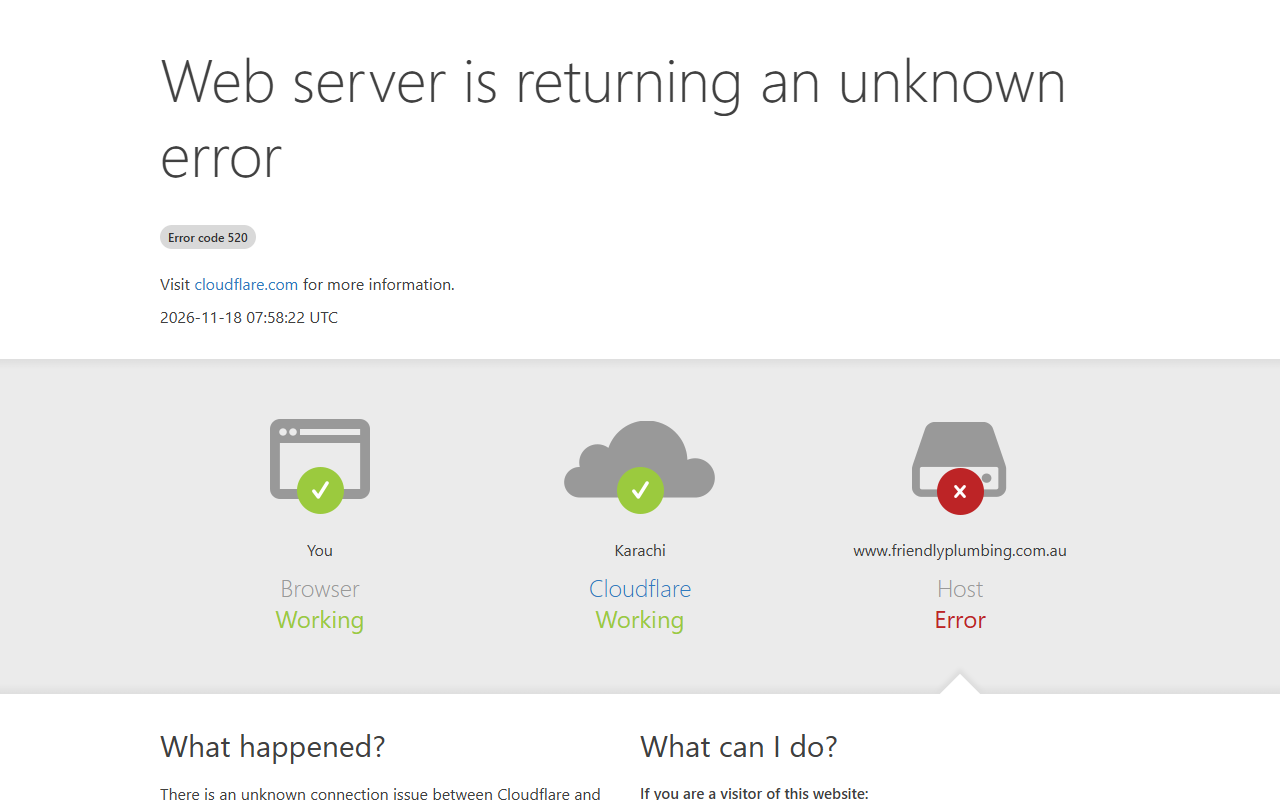 Web server is returning an unknown
error
Error code 520
Visit cloudflare.com for more information.
2026-11-18 07:58:22 UTC
You
Browser
Working
Karachi
Cloudflare
Working
www.friendlyplumbing.com.au
Host
Error
What happened?
There is an unknown connection issue between Cloudflare and
What can I do?
If you are a visitor of this website: